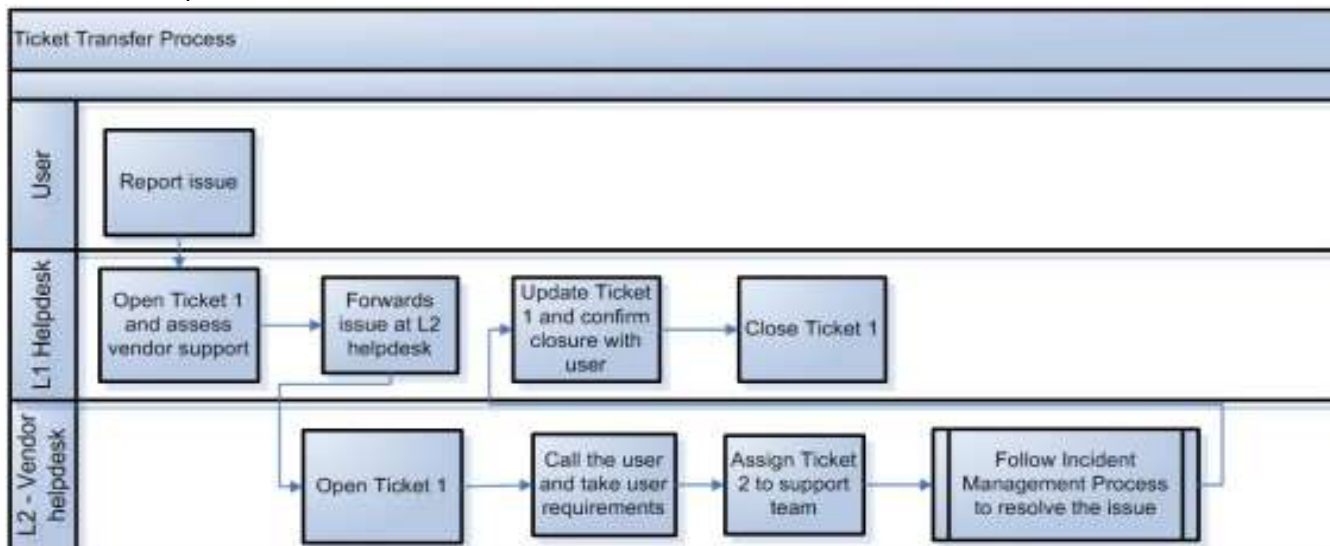 Ticket Transfer Process
User
Report issue
L1 Helpdesk
Open Ticket 1
and assess
vendor support
Forwards
issue at L2
helpdesk
Update Ticket
1 and confirm
closure with
user
Close Ticket 1
L2 - Vendor
helpdesk
Open Ticket 1
Call the user
and take user
requirements
Assign Ticket
2 to support
team
Follow Incident
Management Process
to resolve the issue